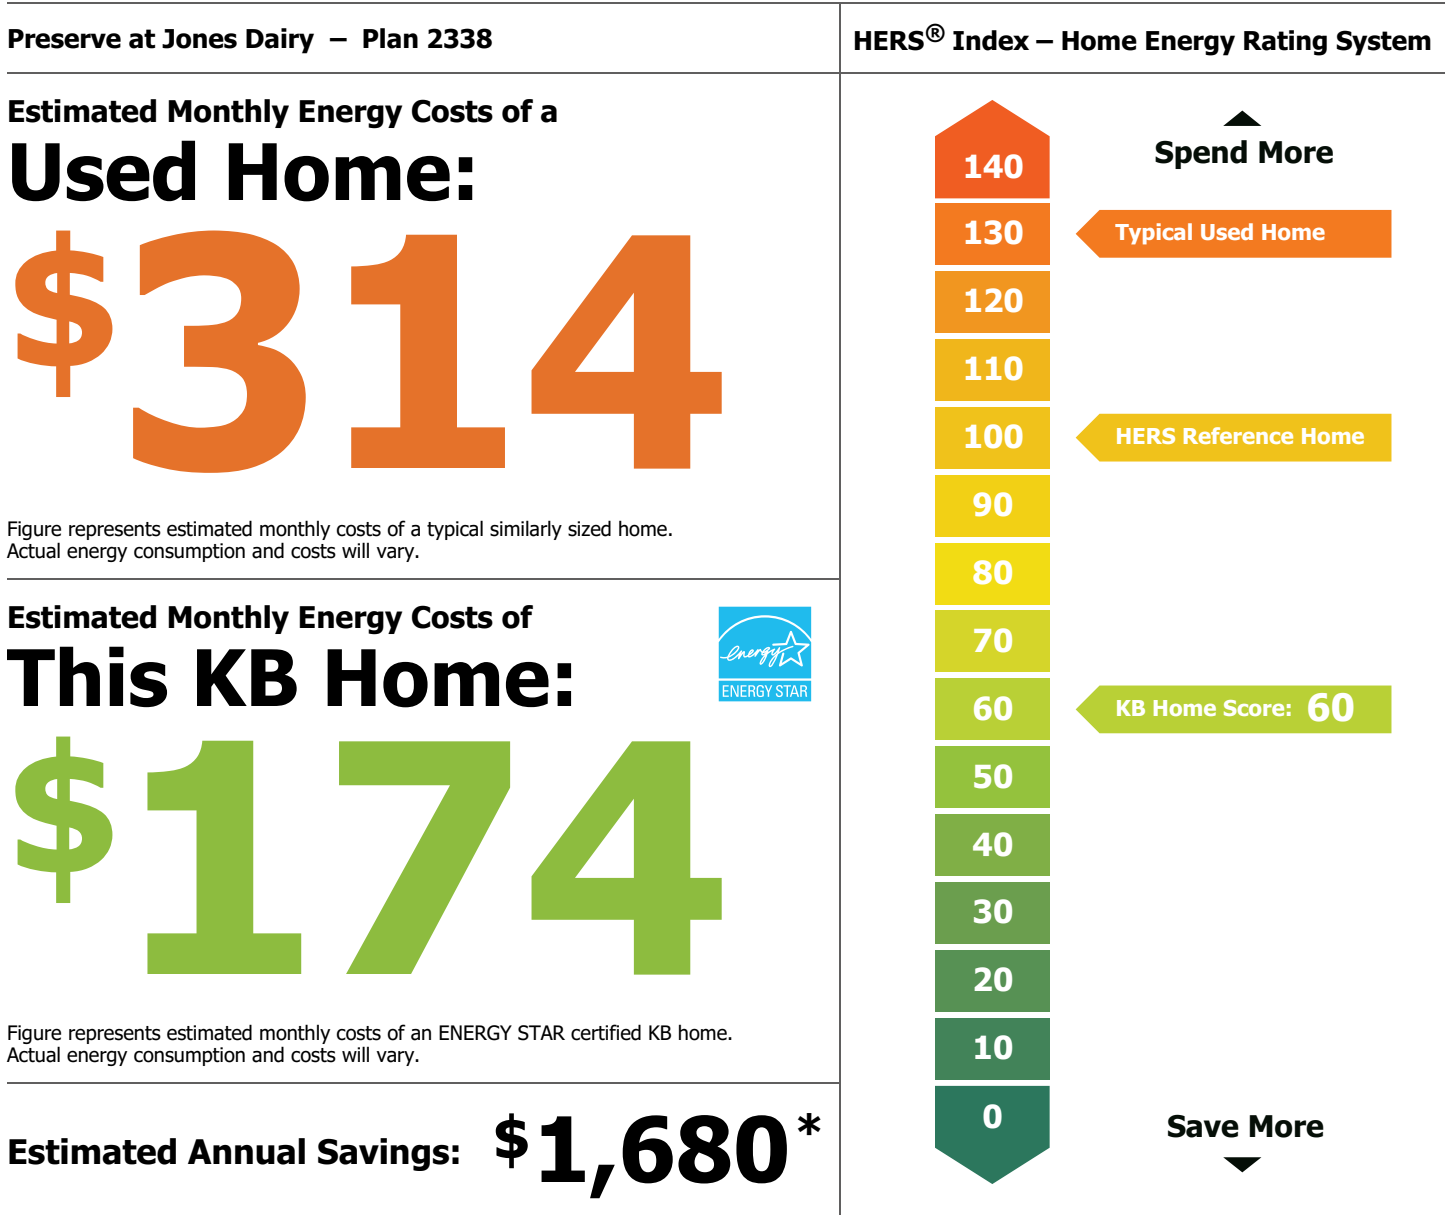 Preserve at Jones Dairy – Plan 2338
Estimated Monthly Energy Costs of a
Used Home:
$314
Figure represents estimated monthly costs of a typical similarly sized home.
Actual energy consumption and costs will vary.
Estimated Monthly Energy Costs of
This KB Home:
energy
ENERGY STAR
$174
Figure represents estimated monthly costs of an ENERGY STAR certified KB home.
Actual energy consumption and costs will vary.
Estimated Annual Savings: $1,680*
HERS® Index – Home Energy Rating System
Spend More
140
130 Typical Used Home
120
110
100 HERS Reference Home
90
80
70
60 KB Home Score: 60
50
40
30
20
10
0
Save More